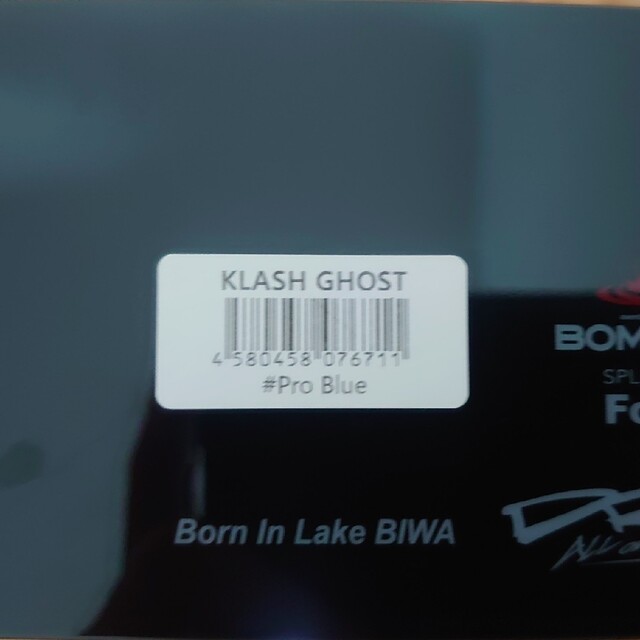 KLASH GHOST
4 580458 076711
#Pro Blue
Born In Lake BIWA